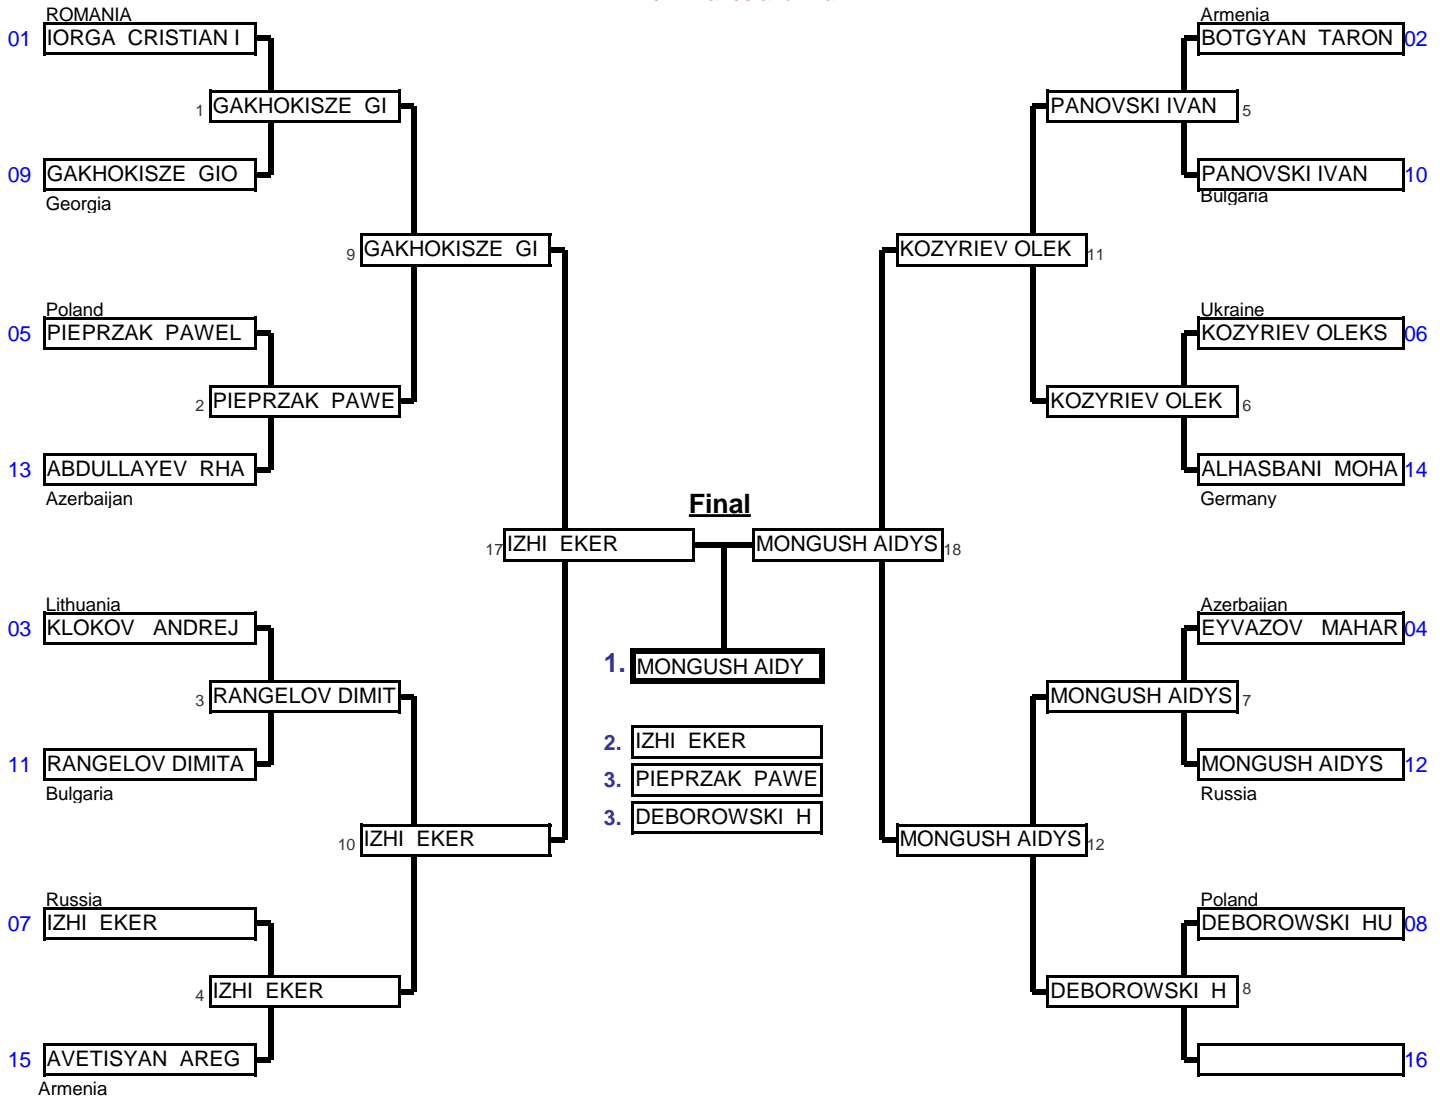 ROMANIA
01 IORGA CRISTIAN I
1 GAKHOKISZE GI
09 GAKHOKISZE GIO
Georgia
9 GAKHOKISZE GI
Poland
05 PIEPRZAK PAWEL
2 PIEPRZAK PAWE
13 ABDULLAYEV RHA
Azerbaijan
17 IZHI EKER
Lithuania
03 KLOKOV ANDREJ
3 RANGELOV DIMIT
11 RANGELOV DIMITA
Bulgaria
10 IZHI EKER
Russia
07 IZHI EKER
4 IZHI EKER
15 AVETISYAN AREG
Armenia
Final
1. MONGUSH AIDY
2. IZHI EKER
3. PIEPRZAK PAWE
3. DEBOROWSKI H
Armenia
BOTGYAN TARON 02
PANOVSKI IVAN 5
PANOVSKI IVAN 10
Bulgaria
KOZYRIEV OLEK 11
Ukraine
KOZYRIEV OLEKS 06
KOZYRIEV OLEK 6
ALHASBANI MOHA 14
Germany
MONGUSH AIDYS 18
Azerbaijan
EYVAZOV MAHAR 04
MONGUSH AIDYS 7
MONGUSH AIDYS 12
Russia
MONGUSH AIDYS 12
Poland
DEBOROWSKI HU 08
DEBOROWSKI H 8
16